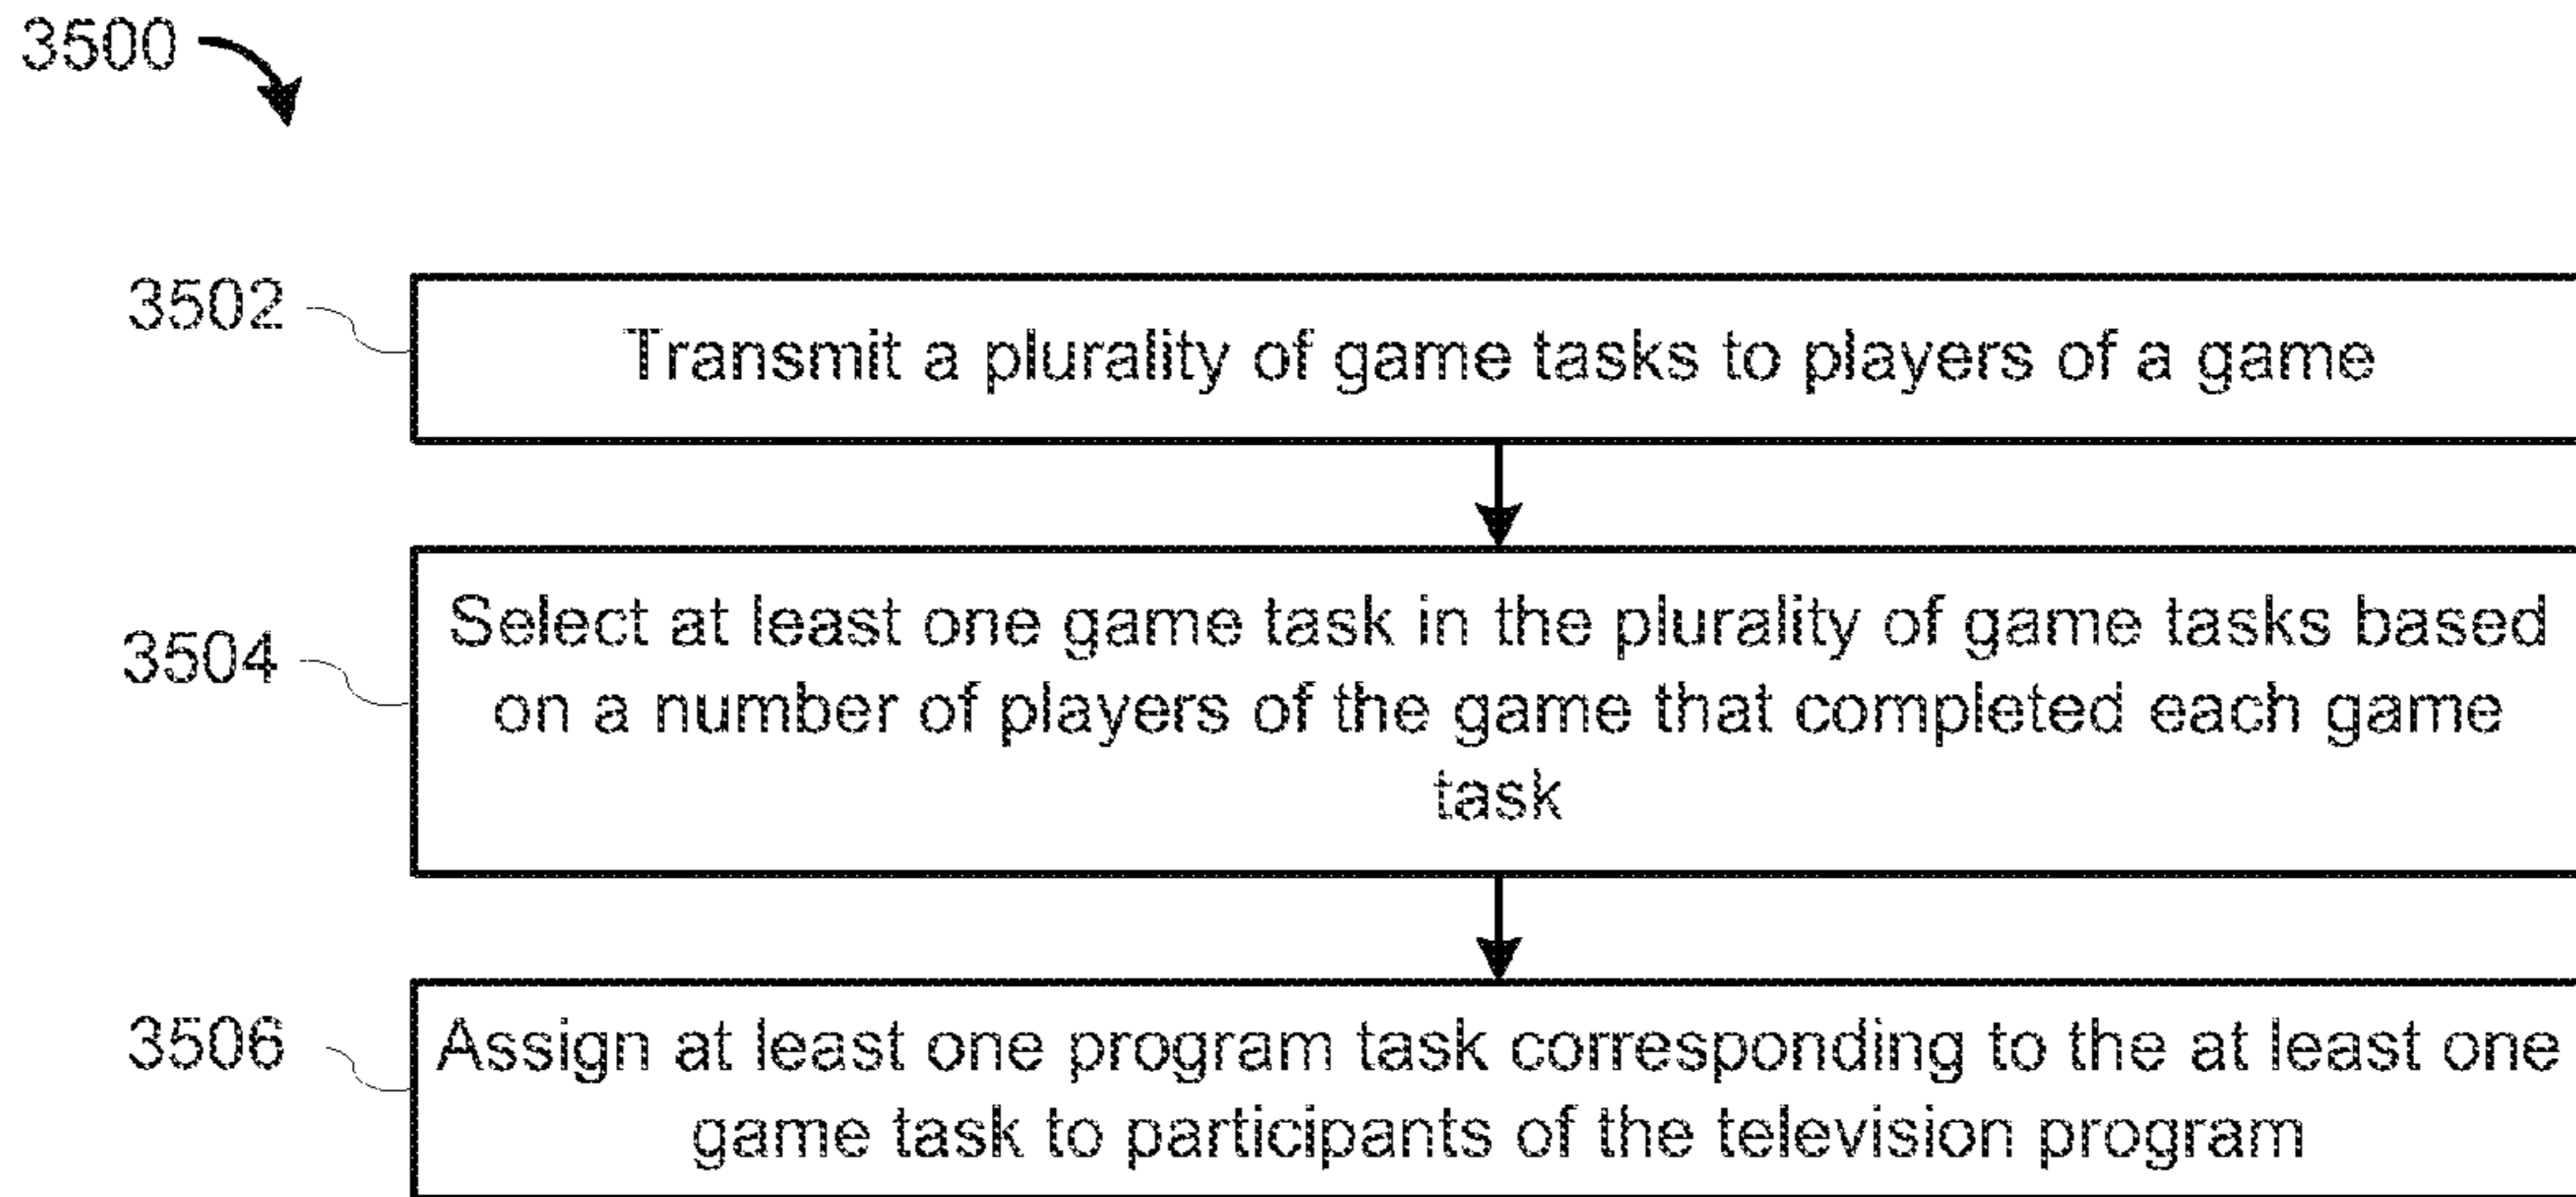 3500
3502
Transmit a plurality of game tasks to players of a game
3504
Select at least one game task in the plurality of game tasks based
on a number of players of the game that completed each game
task
3506
Assign at least one program task corresponding to the at least one
game task to participants of the television program